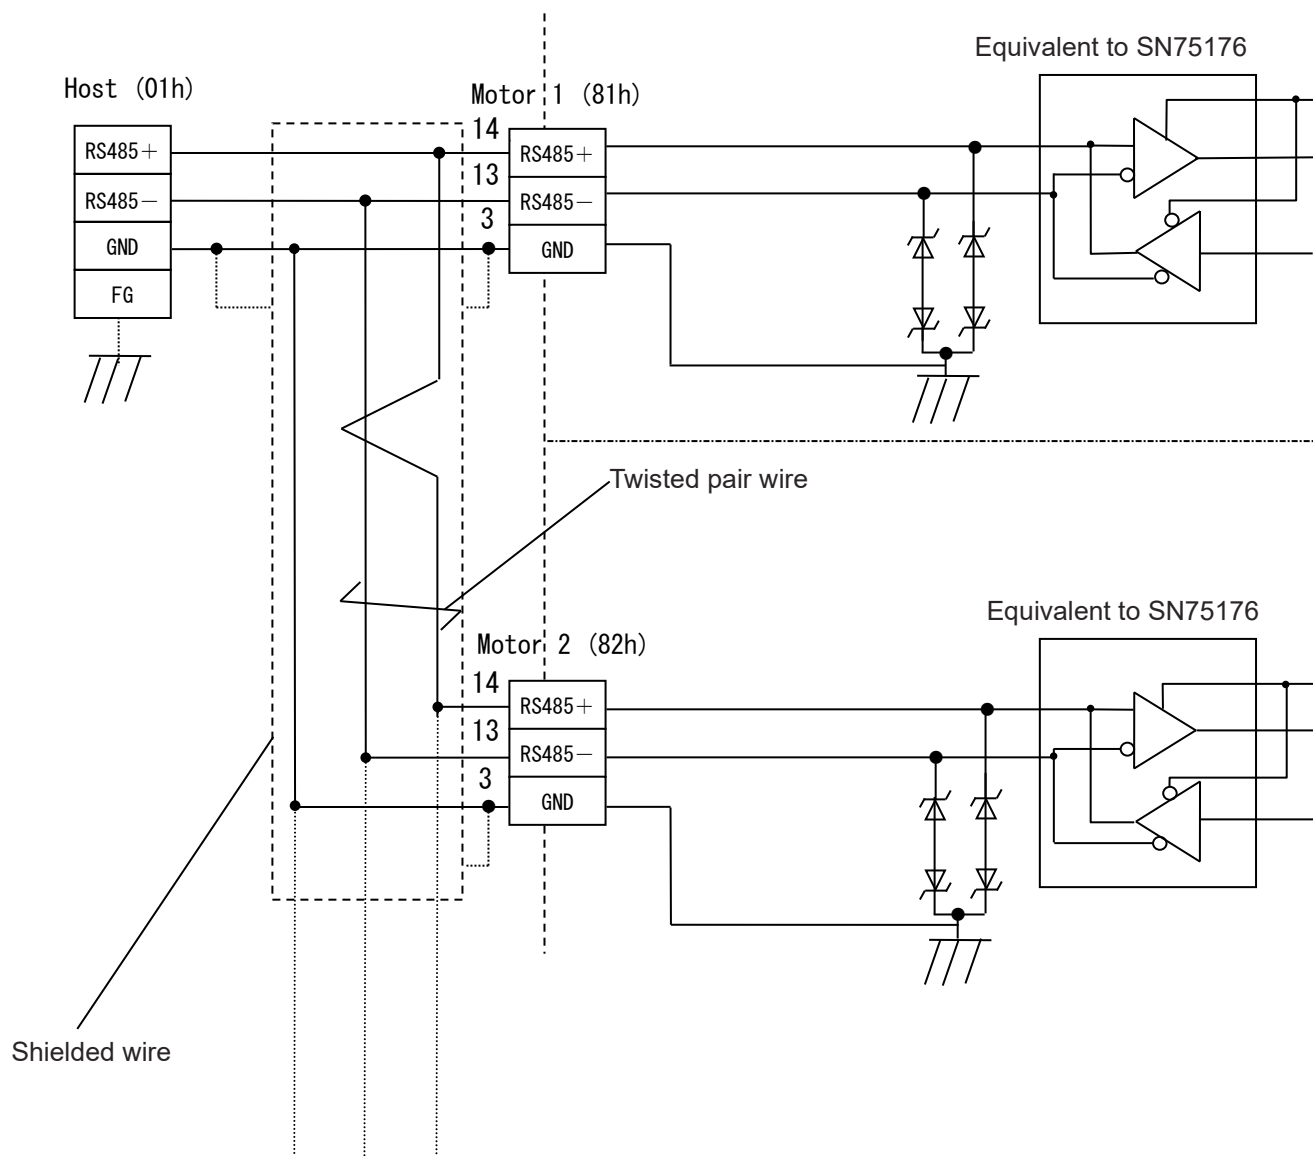 Equivalent to SN75176
Host (01h)
Motor 1 (81h)
RS485+
RS485−
GND
FG
14
13
3
RS485+
RS485−
GND
Twisted pair wire
Equivalent to SN75176
Motor 2 (82h)
14
13
3
RS485+
RS485−
GND
Shielded wire